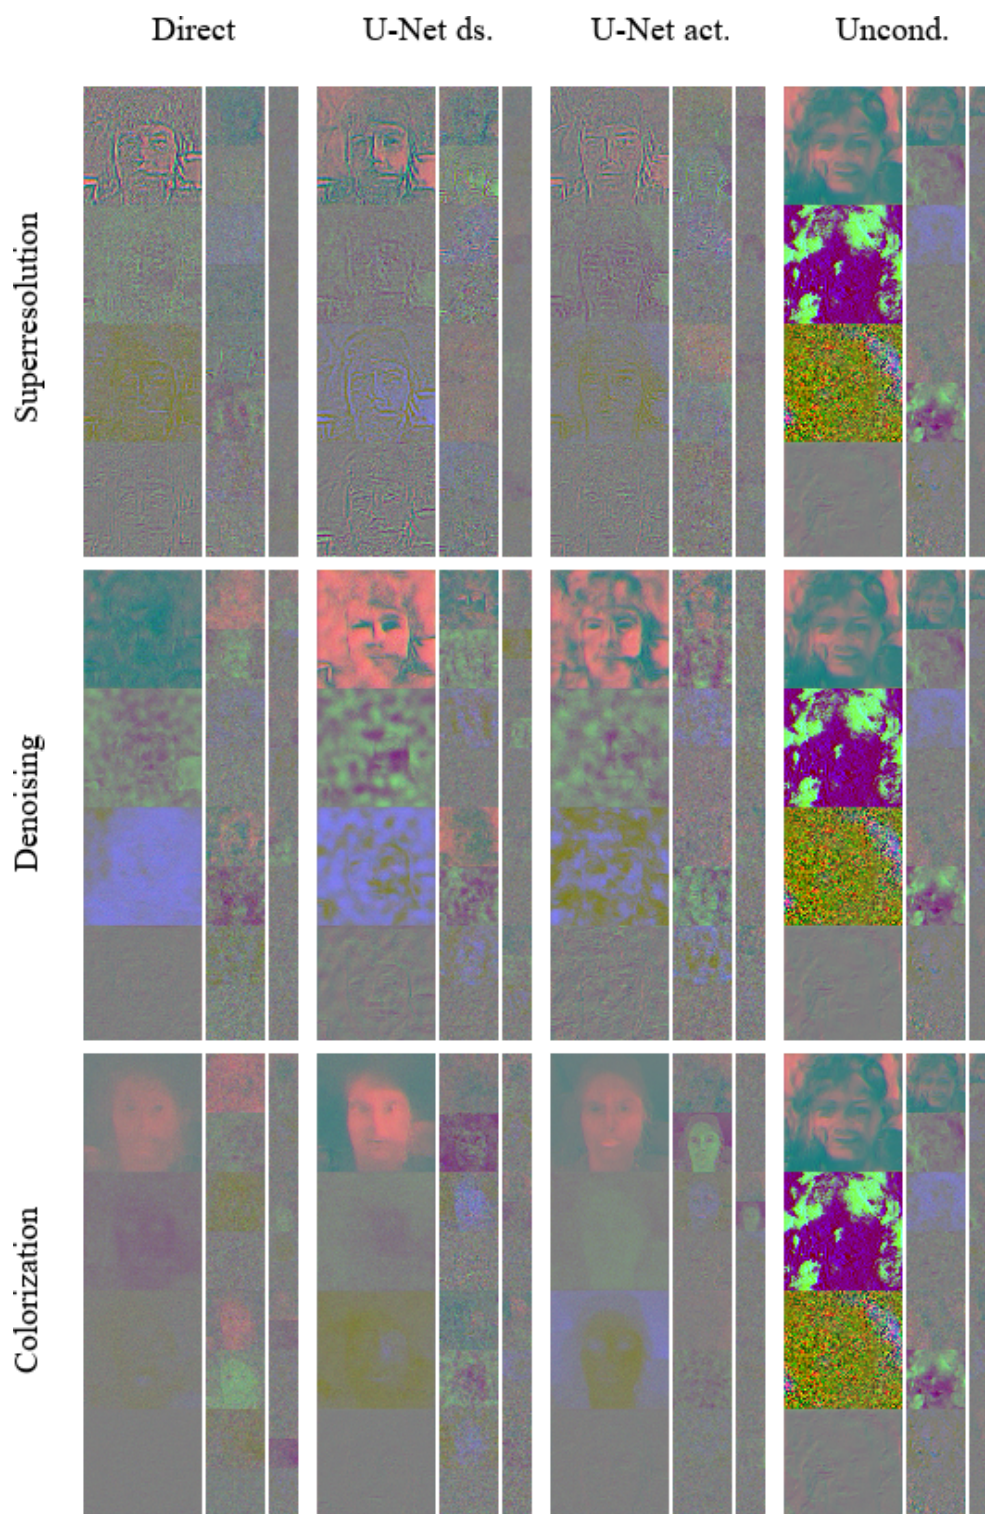 Direct
U-Net ds.
U-Net act.
Uncond.
Superresolution
Denoising
Colorization